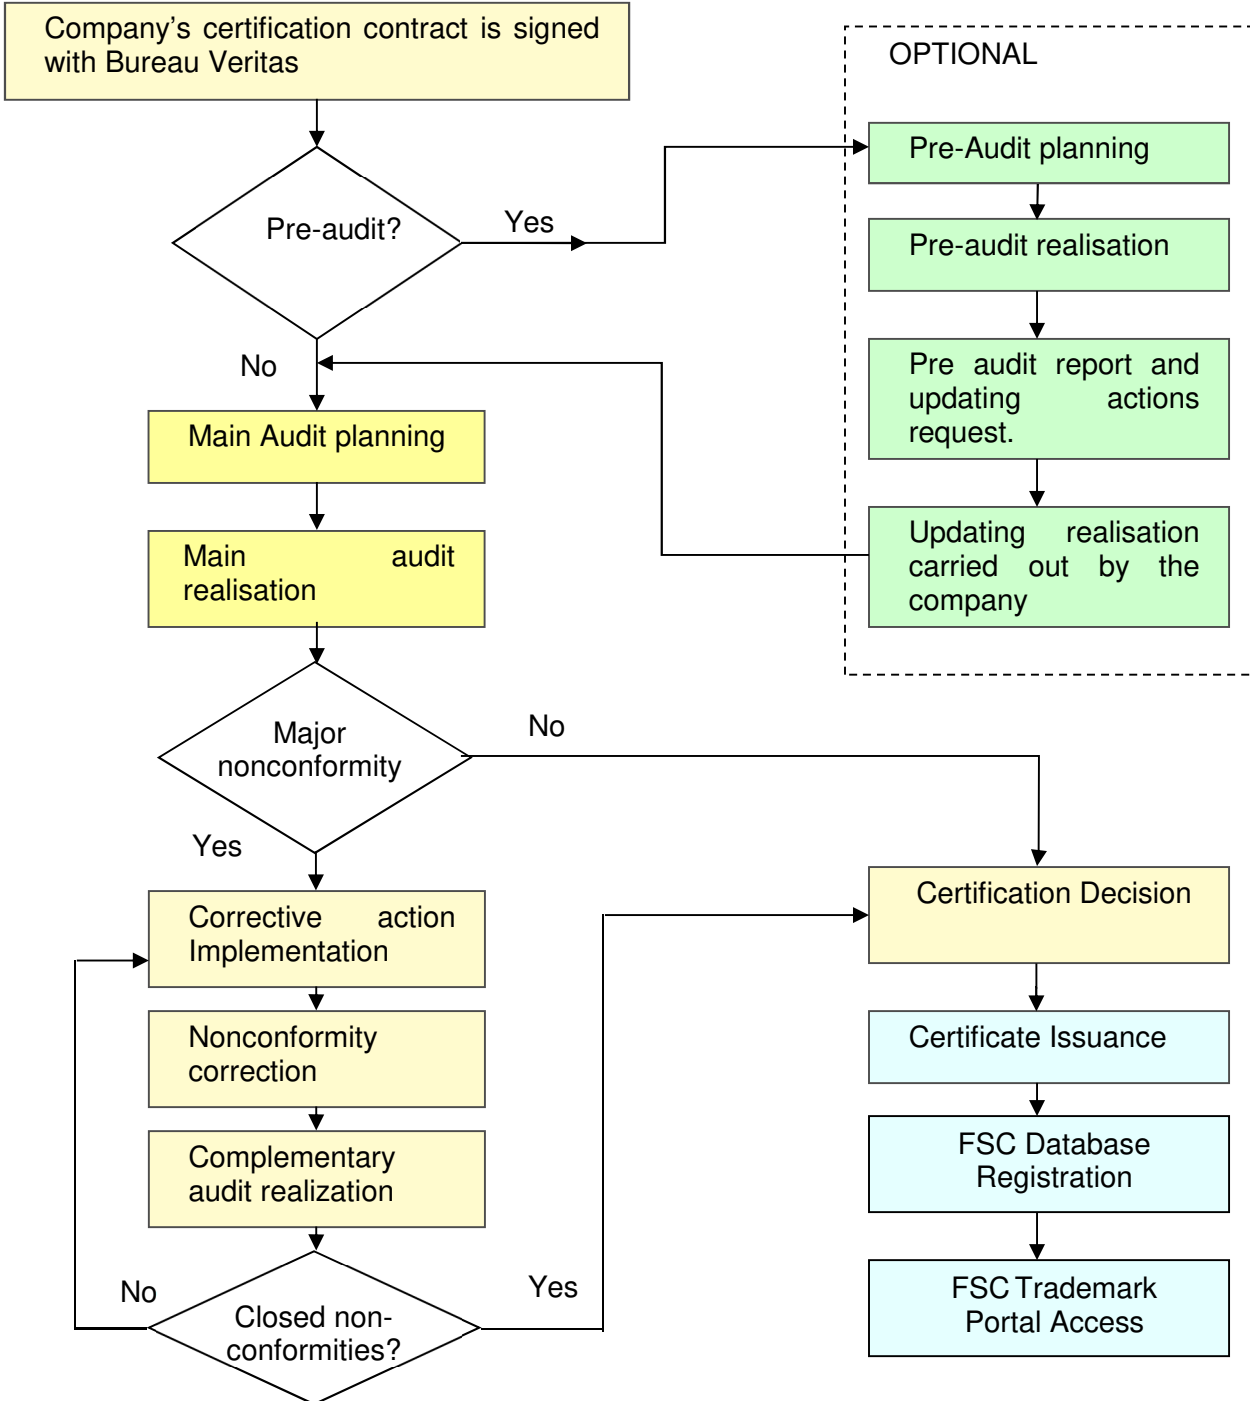 Company's certification contract is signed
with Bureau Veritas
OPTIONAL
Pre-Audit planning
Pre-audit?
Yes
Pre-audit realisation
No
Pre audit report and
updating actions
request.
Main Audit planning
Main audit
realisation
Updating realisation
carried out by the
company
Major
nonconformity
No
Yes
Corrective action
Implementation
Certification Decision
Nonconformity
correction
Certificate Issuance
Complementary
audit realization
FSC Database
Registration
No
Yes
Closed non-
conformities?
FSC Trademark
Portal Access